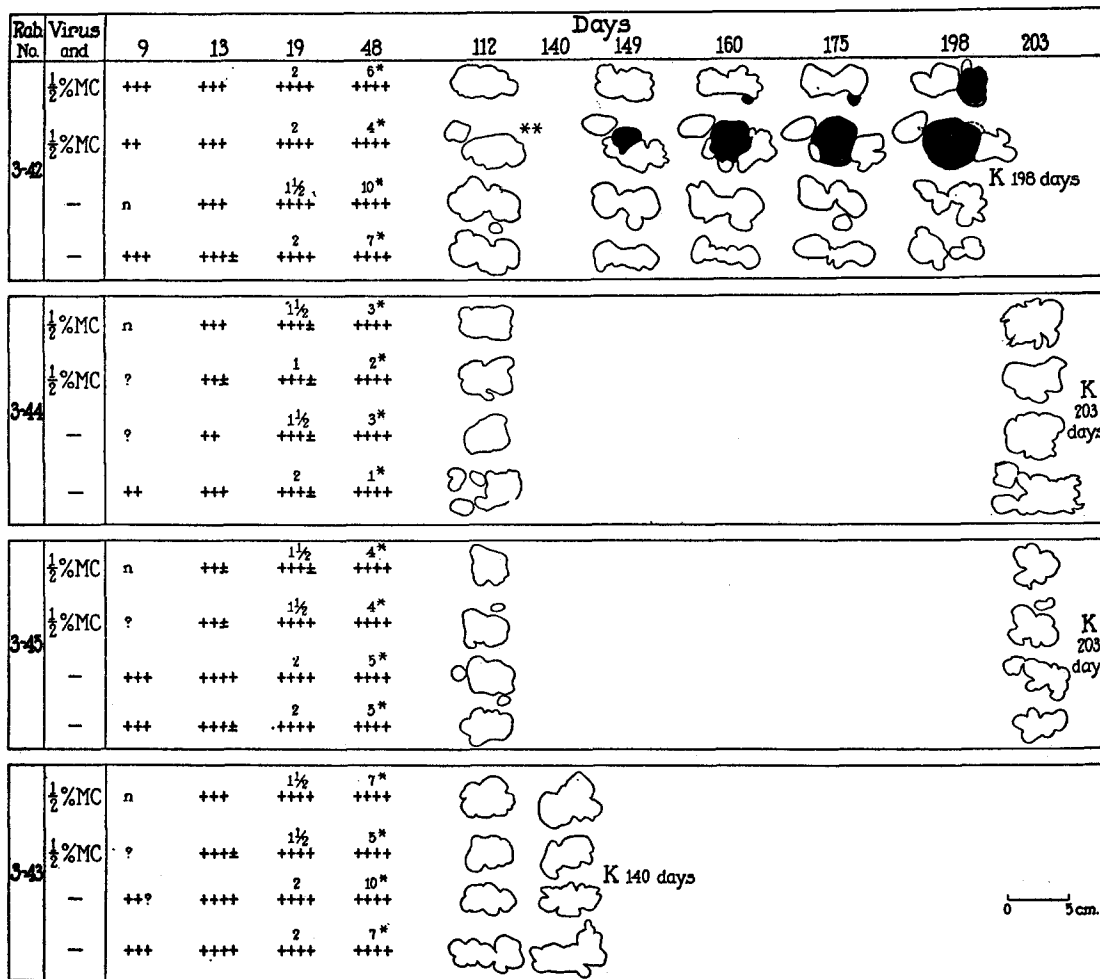 Days
Rab. Virus
No. and 9 13 19 48 112 140 149 160 175 198 203
2 6*
½%MC +++ +++ ++++ ++++
2 4* **
½%MC ++ +++ ++++ ++++
3-42
K 198 days
1½ 10*
— n +++ ++++ ++++
2 7*
— +++ +++± ++++ ++++
1½ 3*
½%MC n +++ +++± ++++
1 2*
½%MC ? ++± +++± ++++
3-44
K
203
days
1½ 3*
— ? ++ +++± ++++
2 1*
— ++ +++ +++± ++++
1½ 4*
½%MC n ++± +++± ++++
1½ 4*
½%MC ? ++± ++++ ++++
3-45
K
203
day
2 5*
— +++ ++++ ++++ ++++
2 5*
— +++ +++± ++++ ++++
1½ 7*
½%MC n +++ ++++ ++++
1½ 5*
½%MC ? +++± ++++ ++++
3-43
K 140 days
2 10*
— ++? ++++ ++++ ++++
2 7*
— +++ ++++ ++++ ++++
0 5cm.